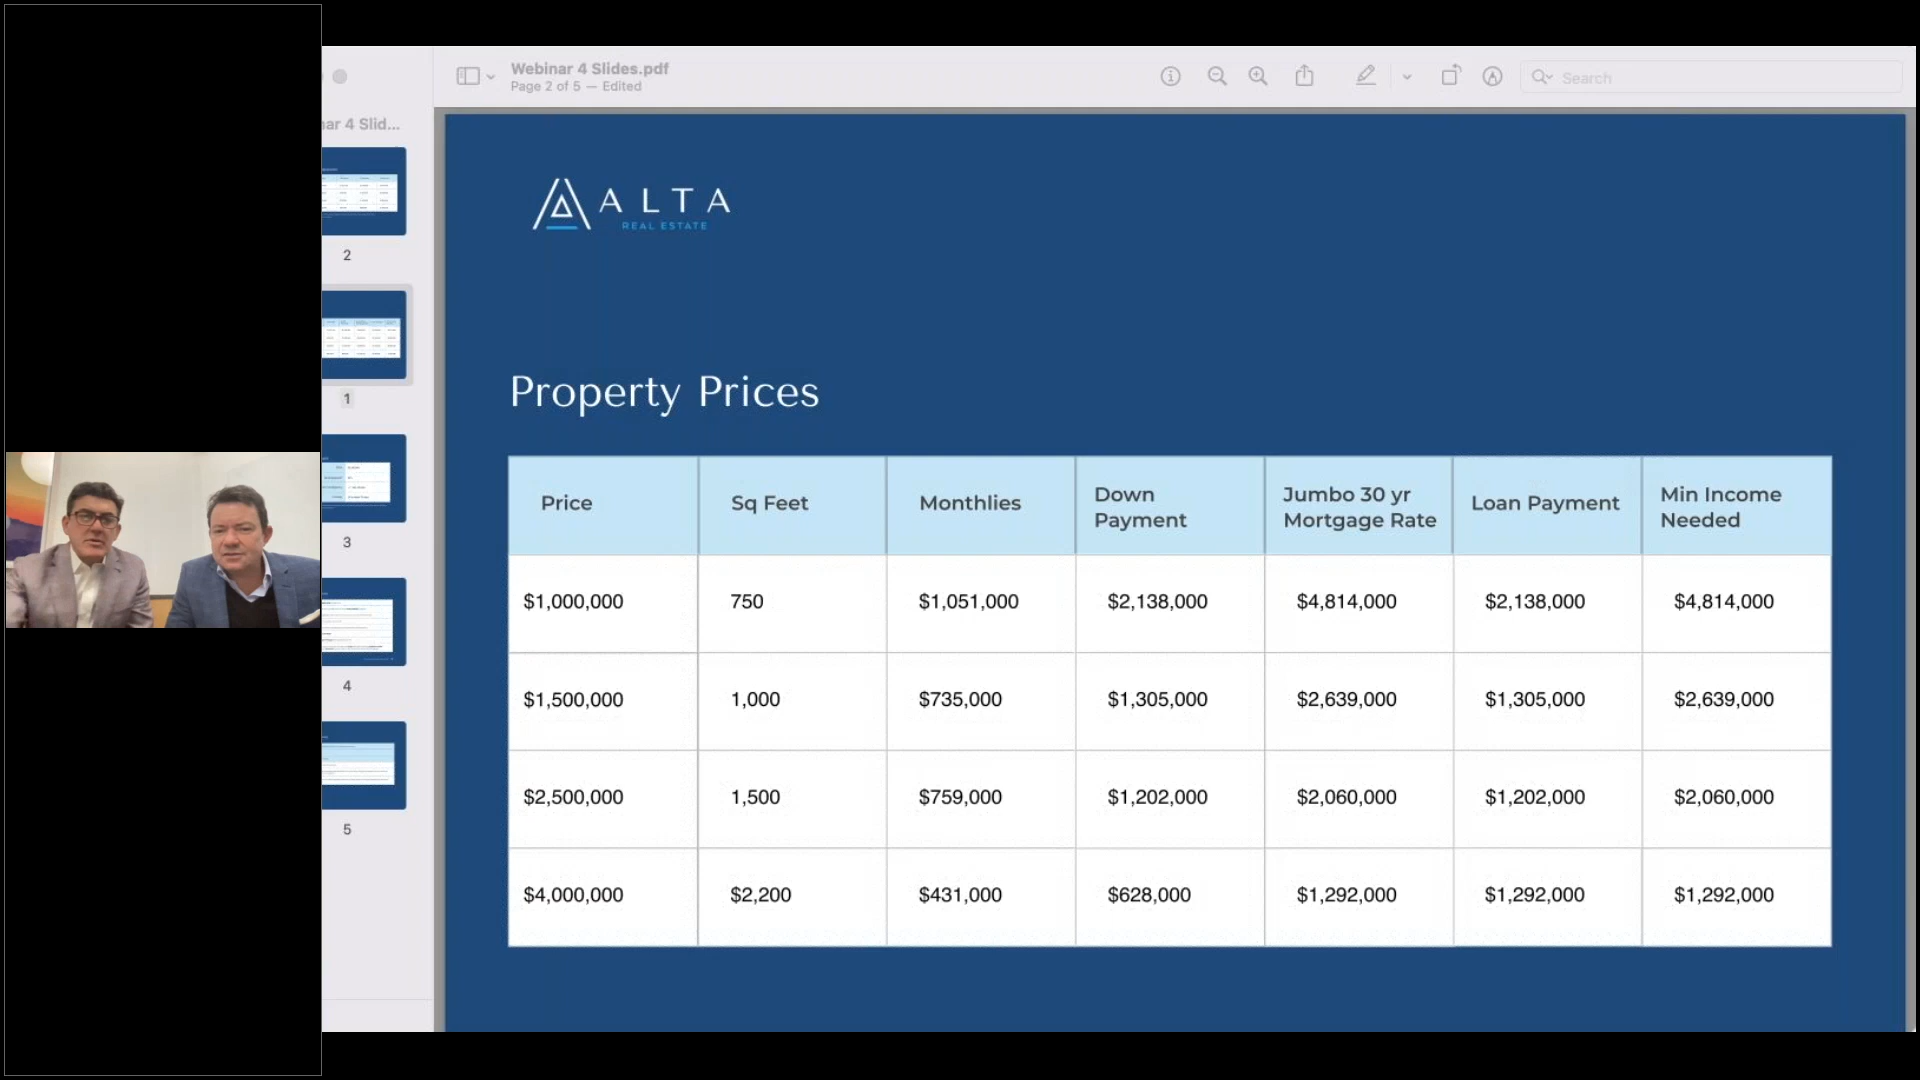 Webinar 4 Slides.pdf
Page 2 of 5 — Edited
Search
ar 4 Slid...
2
1
3
4
5
ALTA
REAL ESTATE
Property Prices
Price Sq Feet Monthlies Down Payment Jumbo 30 yr Mortgage Rate Loan Payment Min Income Needed
$1,000,000 750 $1,051,000 $2,138,000 $4,814,000 $2,138,000 $4,814,000
$1,500,000 1,000 $735,000 $1,305,000 $2,639,000 $1,305,000 $2,639,000
$2,500,000 1,500 $759,000 $1,202,000 $2,060,000 $1,202,000 $2,060,000
$4,000,000 $2,200 $431,000 $628,000 $1,292,000 $1,292,000 $1,292,000